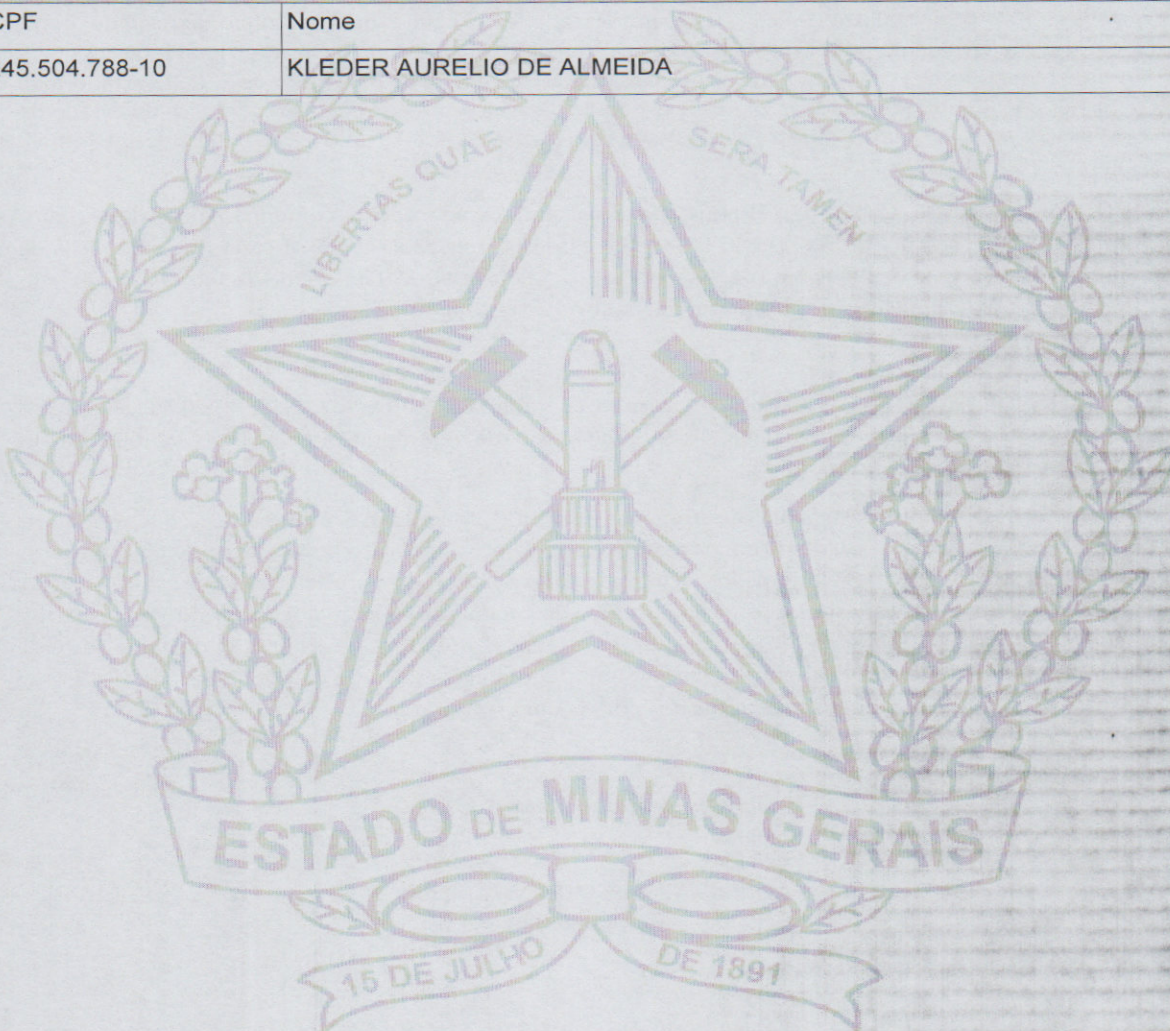 CPF Nome
45.504.788-10 KLEDER AURELIO DE ALMEIDA
LIBERTAS QUAE SERA TAMEN
ESTADO DE MINAS GERAIS
15 DE JULHO DE 1891